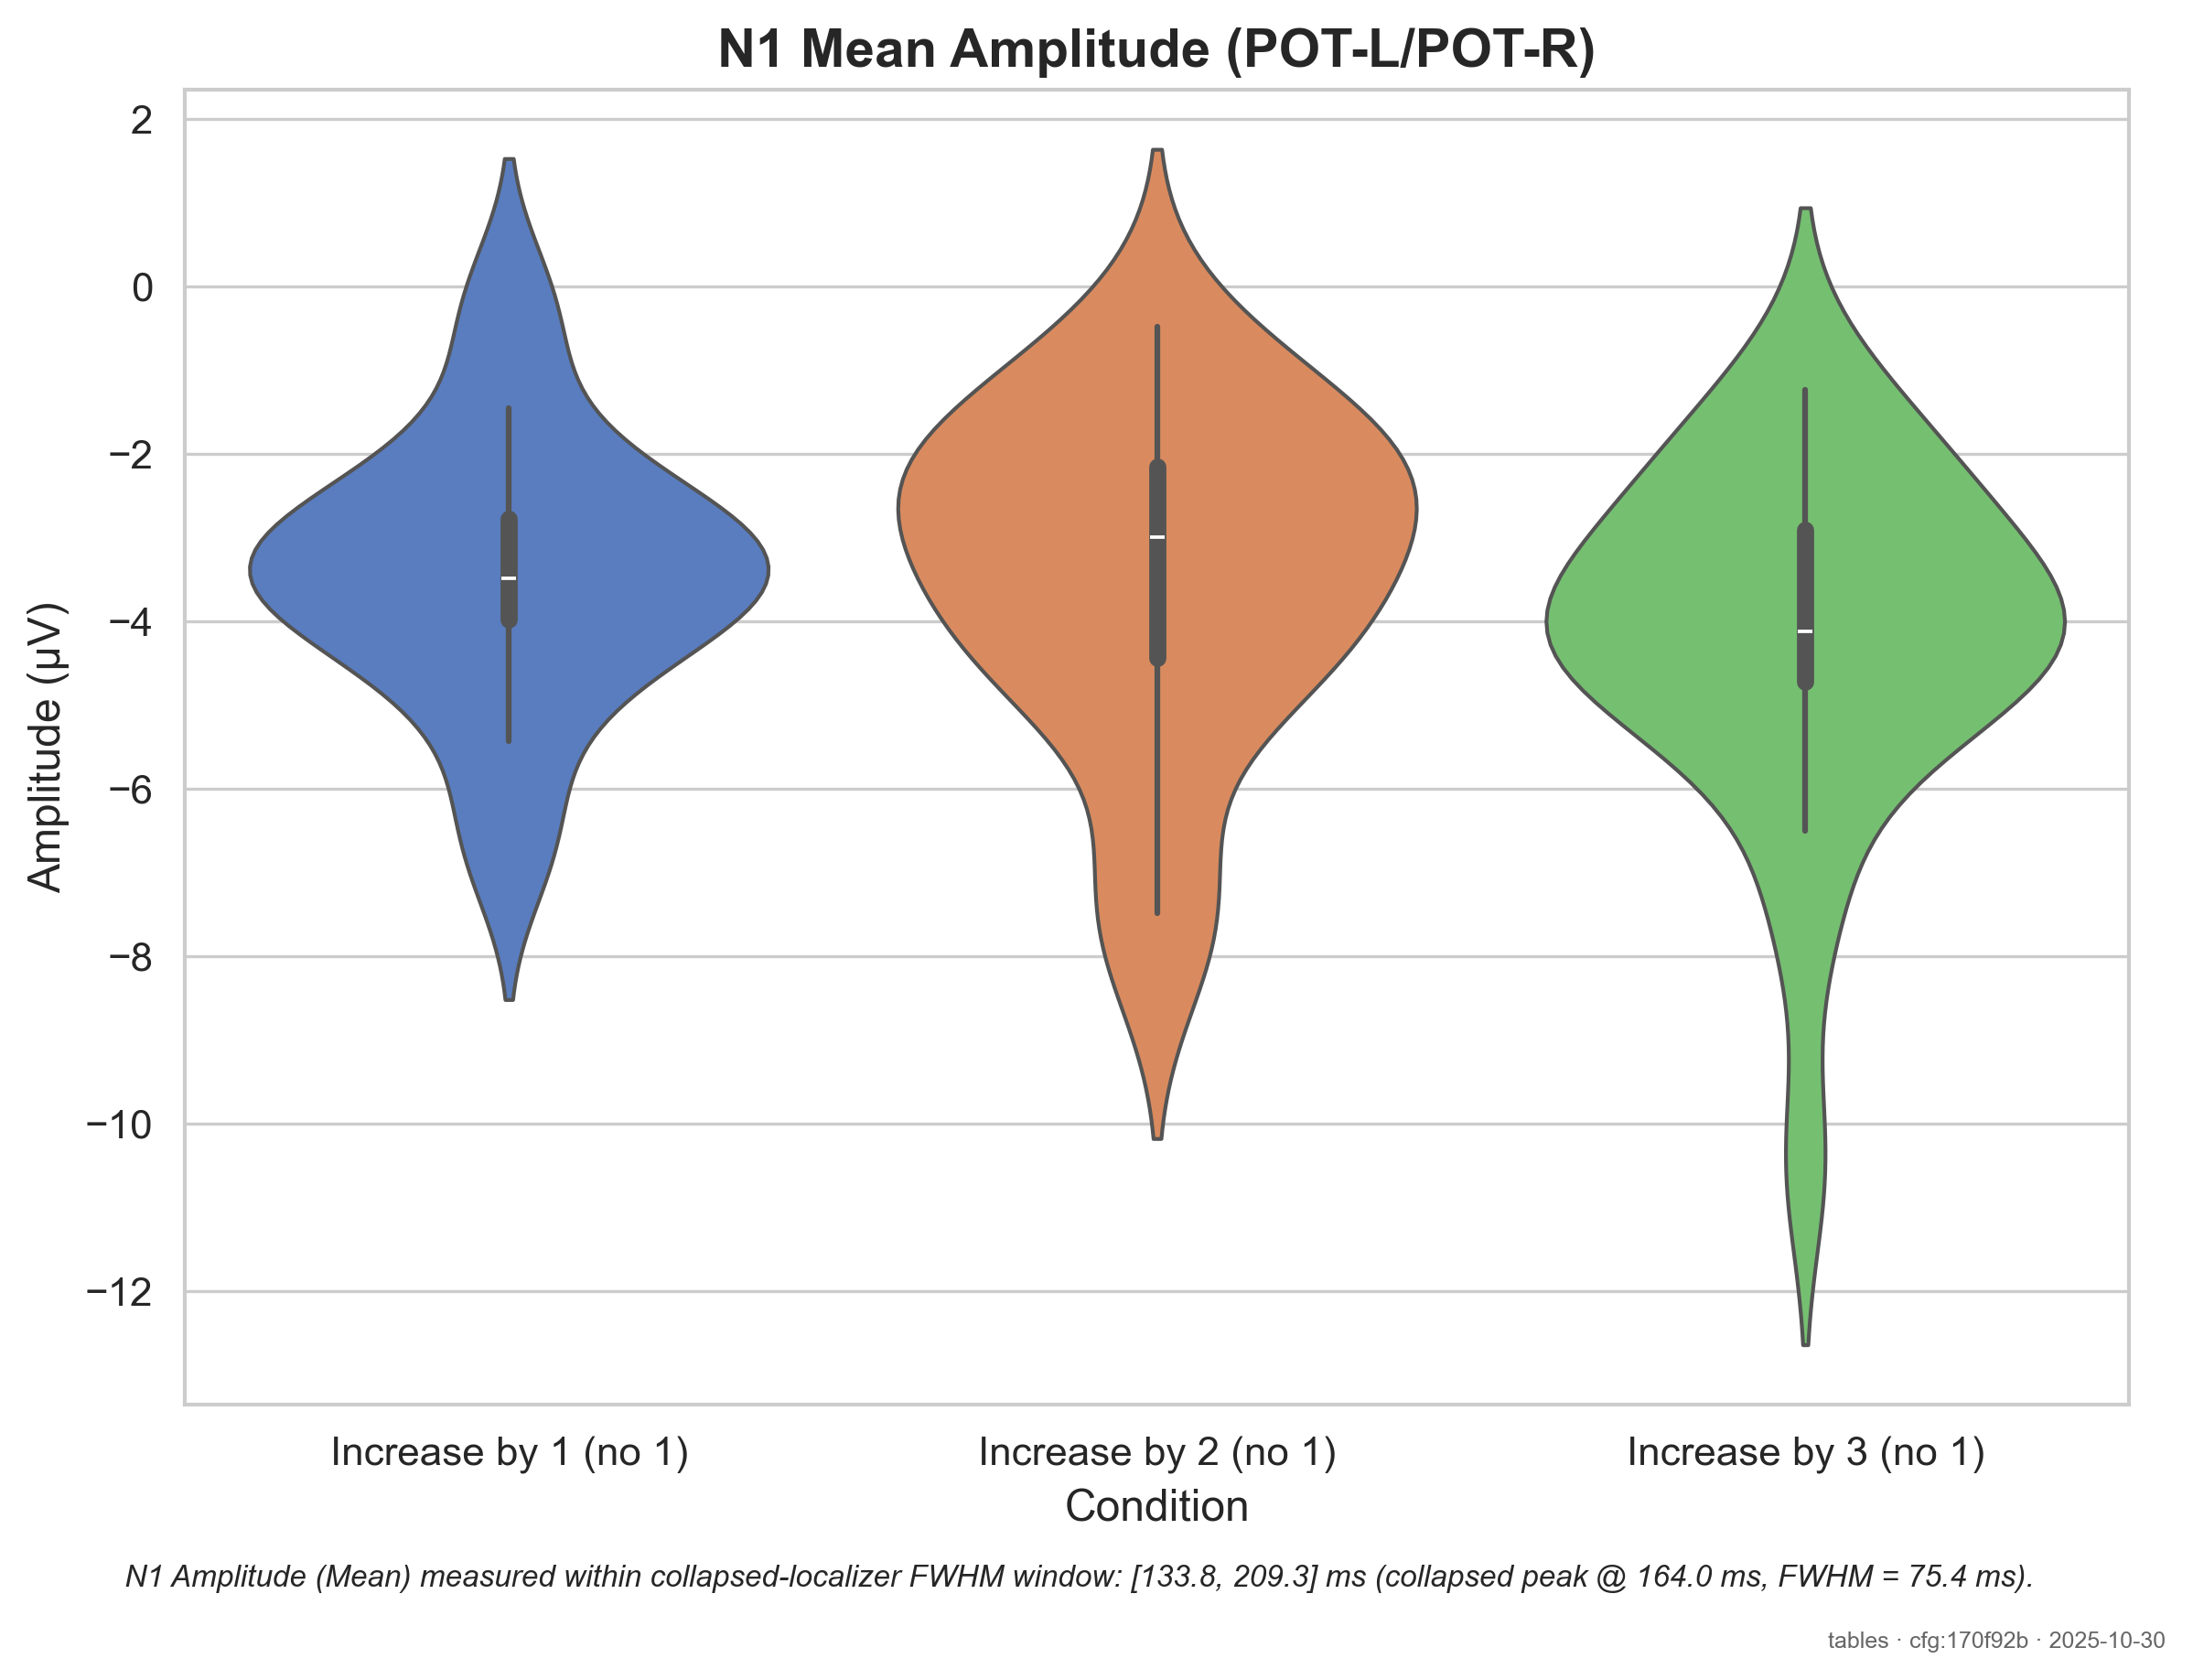 N1 Mean Amplitude (POT-L/POT-R)
2
0
−2
−4
−6
−8
−10
−12
Amplitude (µV)
Increase by 1 (no 1)
Increase by 2 (no 1)
Increase by 3 (no 1)
Condition
N1 Amplitude (Mean) measured within collapsed-localizer FWHM window: [133.8, 209.3] ms (collapsed peak @ 164.0 ms, FWHM = 75.4 ms).
tables · cfg:170f92b · 2025-10-30